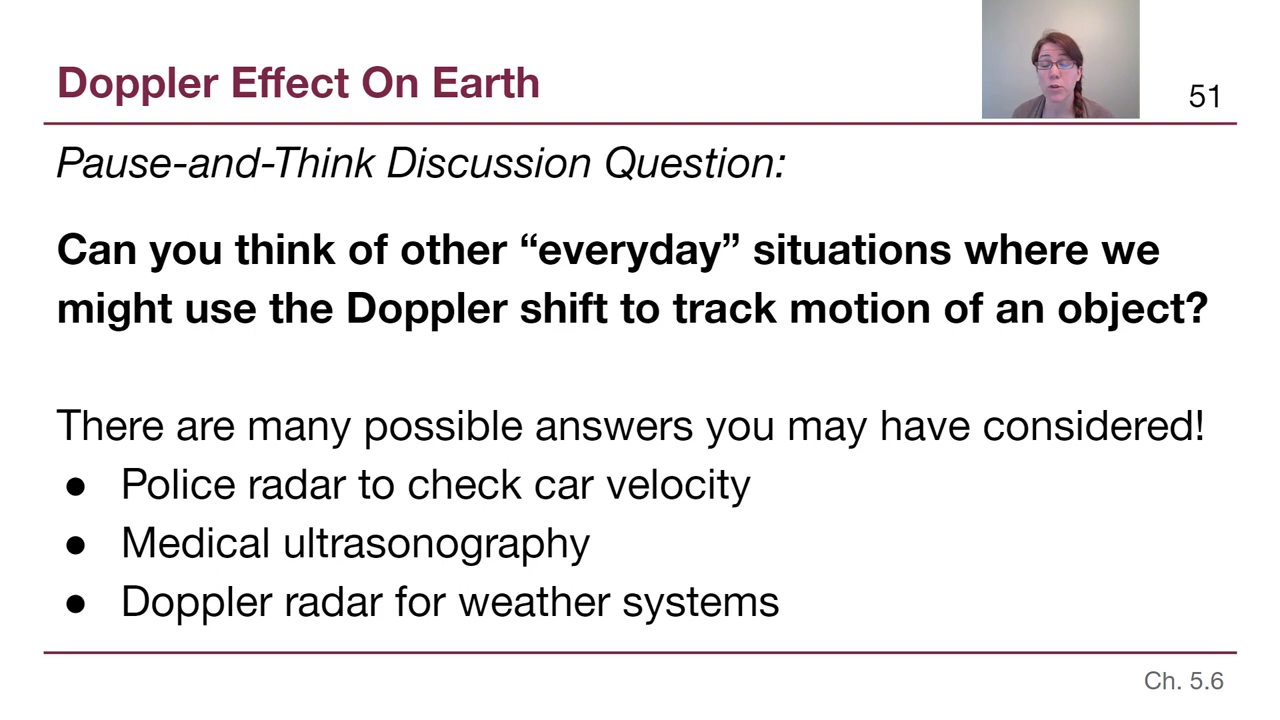 Doppler Effect On Earth
51
Pause-and-Think Discussion Question:
Can you think of other “everyday” situations where we
might use the Doppler shift to track motion of an object?
There are many possible answers you may have considered!
● Police radar to check car velocity
● Medical ultrasonography
● Doppler radar for weather systems
Ch. 5.6